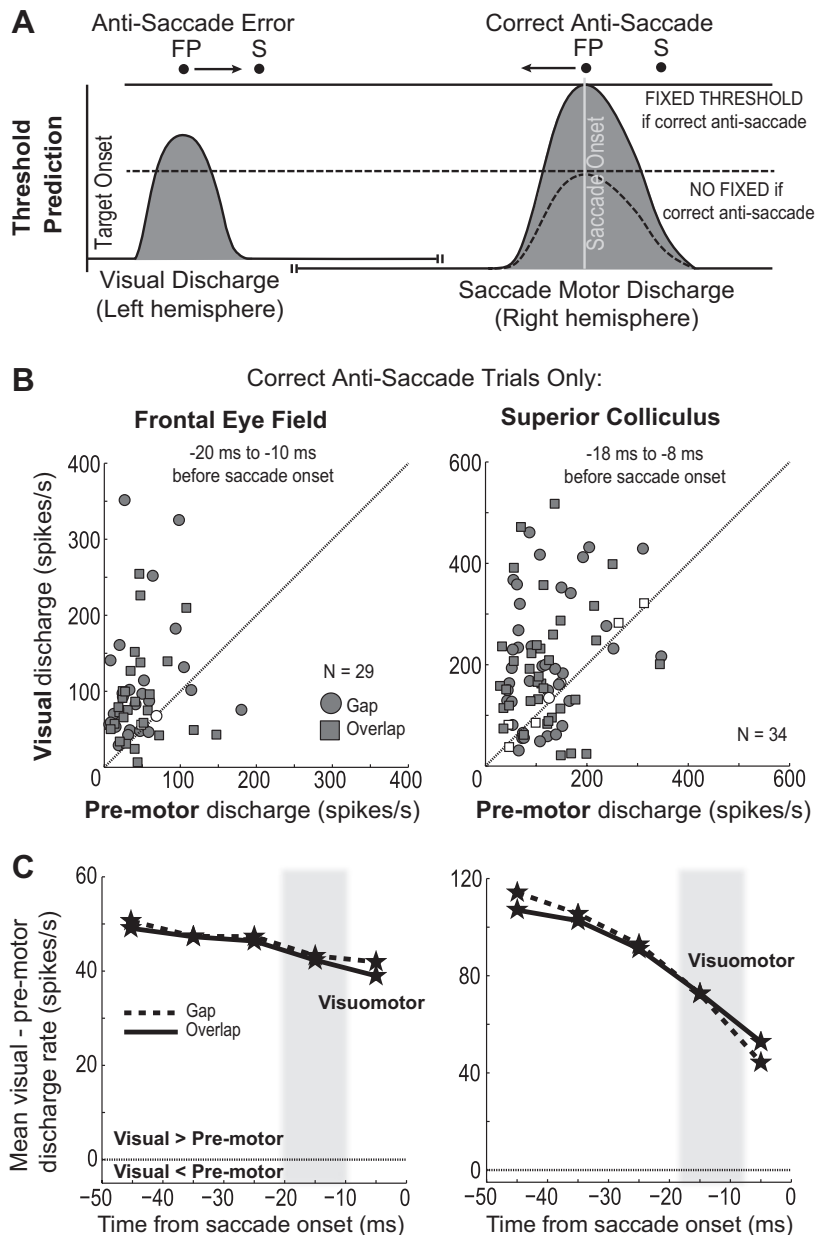 A
Anti-Saccade Error
FP S
Correct Anti-Saccade
FP S
Threshold
Prediction
Target Onset
Saccade Onset
FIXED THRESHOLD
if correct anti-saccade
NO FIXED if
correct anti-saccade
Visual Discharge
(Left hemisphere)
Saccade Motor Discharge
(Right hemisphere)
B
Correct Anti-Saccade Trials Only:
Frontal Eye Field
-20 ms to -10 ms
before saccade onset
Visual discharge (spikes/s)
400
300
200
100
0
N = 29
Gap
Overlap
0 100 200 300 400
Pre-motor discharge (spikes/s)
Superior Colliculus
-18 ms to -8 ms
before saccade onset
600
400
200
0
N = 34
0 200 400 600
Pre-motor discharge (spikes/s)
C
Mean visual - pre-motor
discharge rate (spikes/s)
60
40
20
0
Visuomotor
Gap
Overlap
Visual > Pre-motor
Visual < Pre-motor
−50 −40 −30 −20 −10 0
Time from saccade onset (ms)
120
80
40
0
Visuomotor
−50 −40 −30 −20 −10 0
Time from saccade onset (ms)